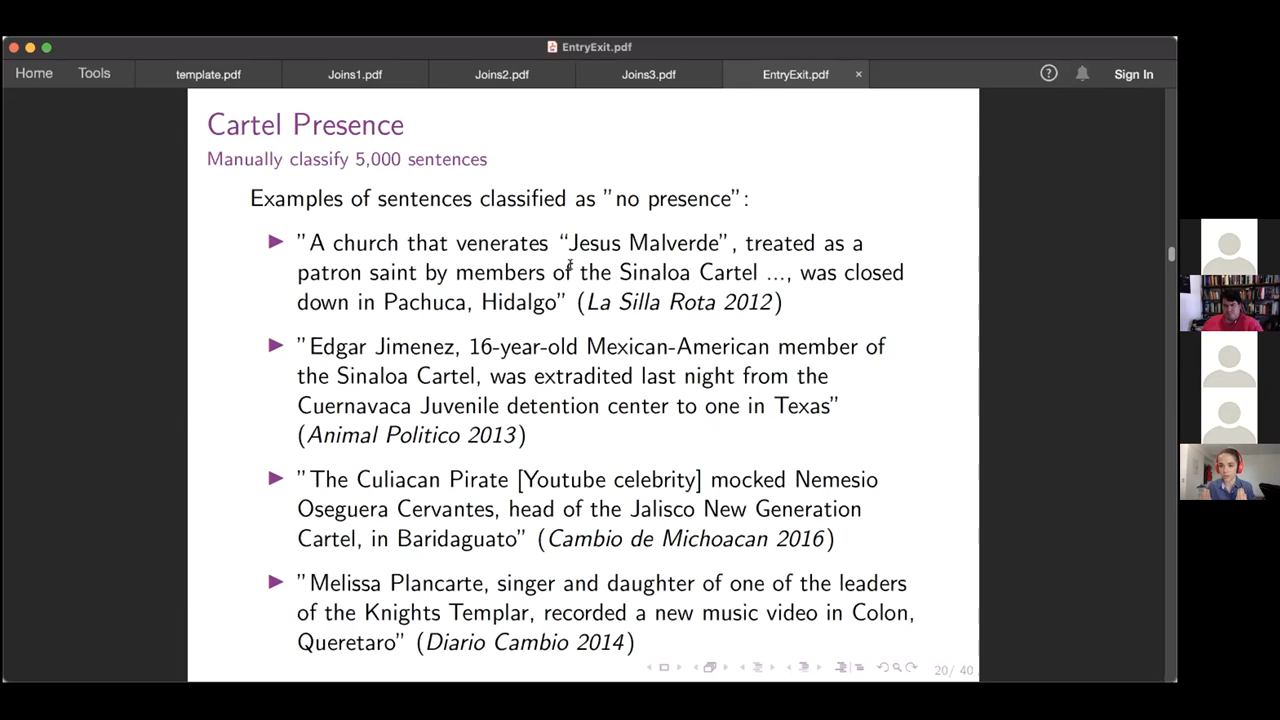 EntryExit.pdf
Home Tools template.pdf Joins1.pdf Joins2.pdf Joins3.pdf EntryExit.pdf × ? Sign In
Cartel Presence
Manually classify 5,000 sentences
Examples of sentences classified as "no presence":
"A church that venerates “Jesus Malverde”, treated as a
patron saint by members of the Sinaloa Cartel ..., was closed
down in Pachuca, Hidalgo" (La Silla Rota 2012)
"Edgar Jimenez, 16-year-old Mexican-American member of
the Sinaloa Cartel, was extradited last night from the
Cuernavaca Juvenile detention center to one in Texas"
(Animal Politico 2013)
"The Culiacan Pirate [Youtube celebrity] mocked Nemesio
Oseguera Cervantes, head of the Jalisco New Generation
Cartel, in Baridaguato" (Cambio de Michoacan 2016)
"Melissa Plancarte, singer and daughter of one of the leaders
of the Knights Templar, recorded a new music video in Colon,
Queretaro" (Diario Cambio 2014)
20/40